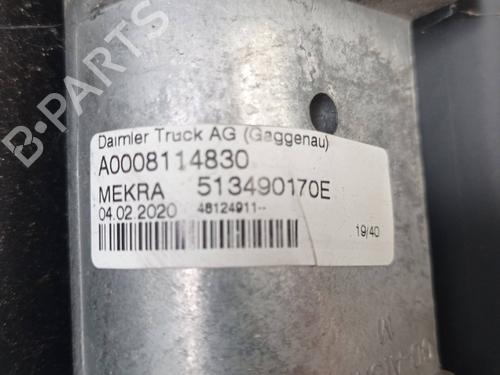 Daimler Truck AG (Gaggenau)
A0008114830
MEKRA 513490170E
04.02.2020 48124911--
19/40
B-PARTS